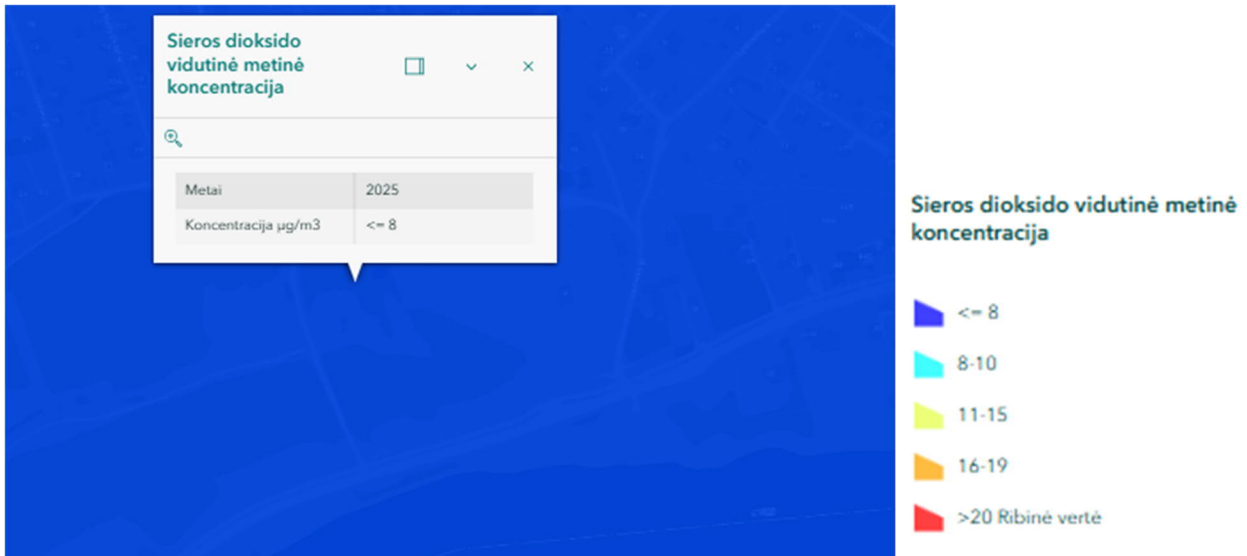 Sieros dioksido
vidutinė metinė
koncentracija
Metai 2025
Koncentracija µg/m3 <= 8
Sieros dioksido vidutinė metinė
koncentracija
<= 8
8-10
11-15
16-19
>20 Ribinė vertė